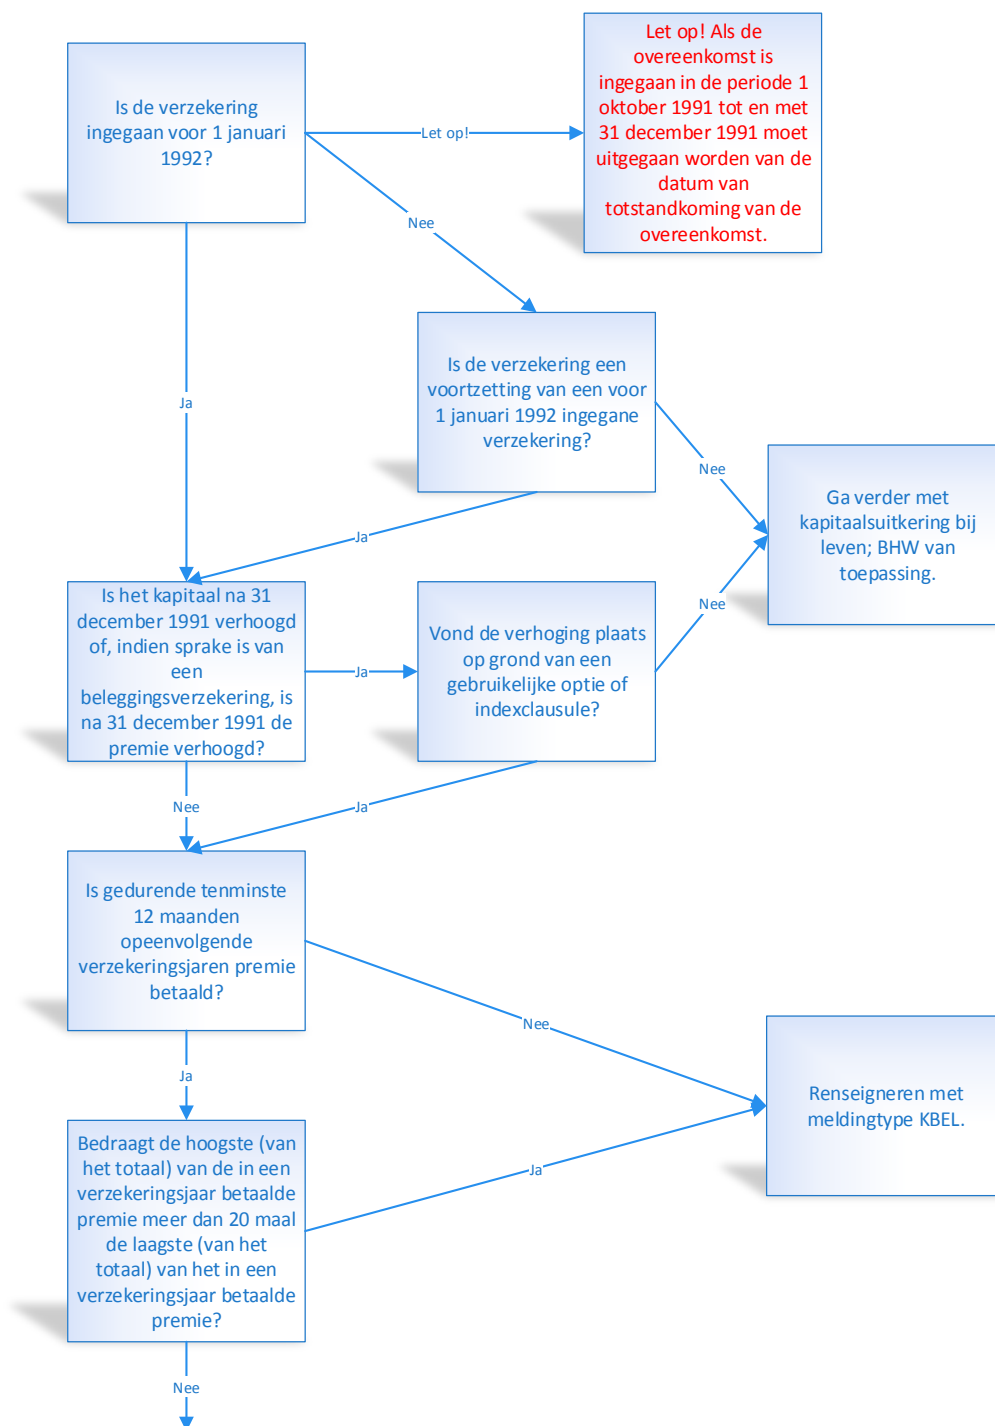 Is de verzekering
ingegaan voor 1 januari
1992?
Let op!
Let op! Als de
overeenkomst is
ingegaan in de periode 1
oktober 1991 tot en met
31 december 1991 moet
uitgegaan worden van de
datum van
totstandkoming van de
overeenkomst.
Nee
Ja
Is de verzekering een
voortzetting van een voor
1 januari 1992 ingegane
verzekering?
Nee
Ja
Ga verder met
kapitaalsuitkering bij
leven; BHW van
toepassing.
Is het kapitaal na 31
december 1991 verhoogd
of, indien sprake is van
een
beleggingsverzekering, is
na 31 december 1991 de
premie verhoogd?
Ja
Vond de verhoging plaats
op grond van een
gebruikelijke optie of
indexclausule?
Nee
Nee
Ja
Is gedurende tenminste
12 maanden
opeenvolgende
verzekeringsjaren premie
betaald?
Nee
Ja
Renseigneren met
meldingtype KBEL.
Bedraagt de hoogste (van
het totaal) van de in een
verzekeringsjaar betaalde
premie meer dan 20 maal
de laagste (van het
totaal) van het in een
verzekeringsjaar betaalde
premie?
Ja
Nee